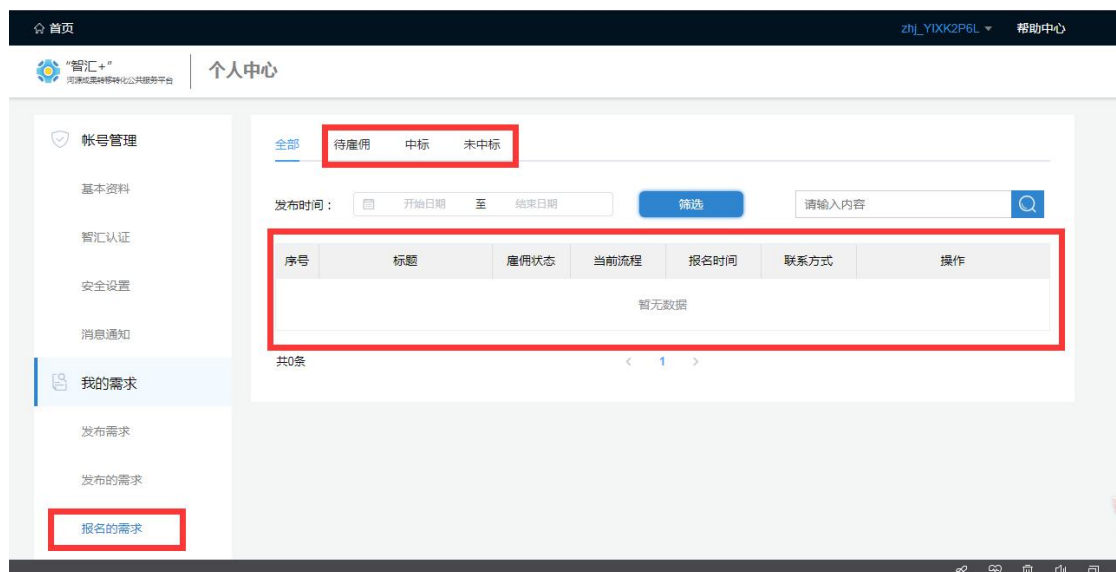 首页
zhj_YIXK2P6L
帮助中心
“智汇+”
河源成果转移转化公共服务平台
个人中心
帐号管理
基本资料
智汇认证
安全设置
消息通知
我的需求
发布需求
发布的需求
报名的需求
全部 待雇佣 中标 未中标
发布时间： 开始日期 至 结束日期 筛选 请输入内容
序号 标题 雇佣状态 当前流程 报名时间 联系方式 操作
暂无数据
共0条 < 1 >